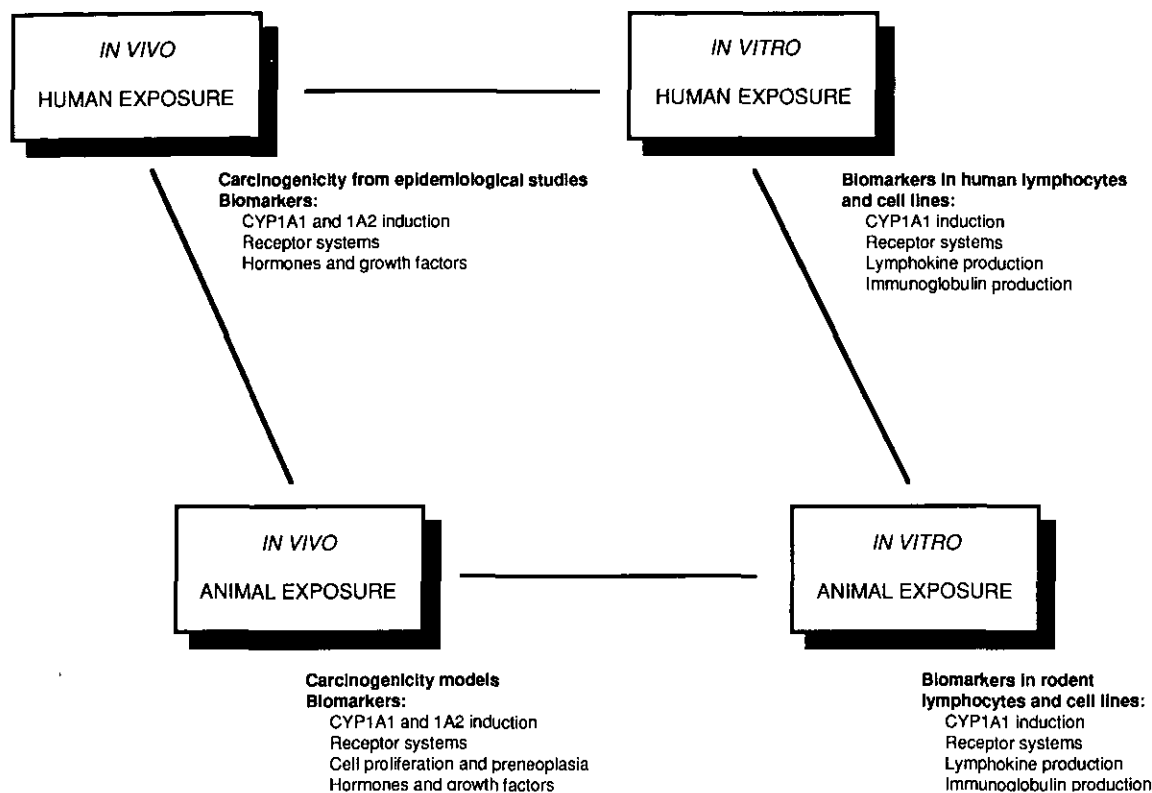 IN VIVO
HUMAN EXPOSURE
IN VITRO
HUMAN EXPOSURE
Carcinogenicity from epidemiological studies
Biomarkers:
CYP1A1 and 1A2 induction
Receptor systems
Hormones and growth factors
Biomarkers in human lymphocytes
and cell lines:
CYP1A1 induction
Receptor systems
Lymphokine production
Immunoglobulin production
IN VIVO
ANIMAL EXPOSURE
IN VITRO
ANIMAL EXPOSURE
Carcinogenicity models
Biomarkers:
CYP1A1 and 1A2 induction
Receptor systems
Cell proliferation and preneoplasia
Hormones and growth factors
Biomarkers in rodent
lymphocytes and cell lines:
CYP1A1 induction
Receptor systems
Lymphokine production
Immunoglobulin production